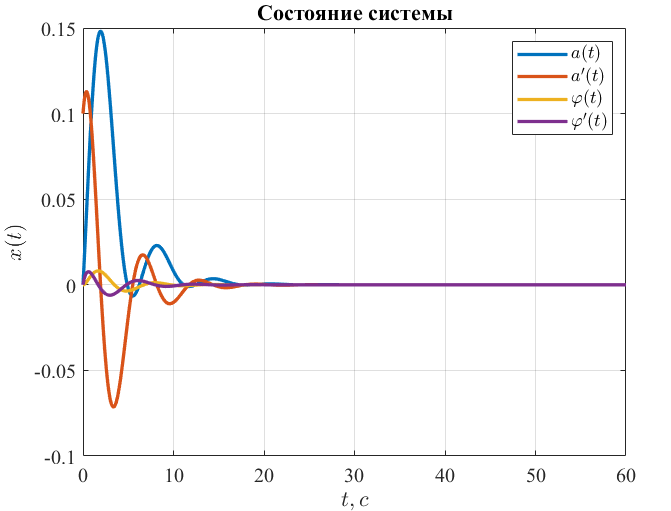 Состояние системы
0.15
0.1
0.05
0
-0.05
-0.1
x(t)
a(t)
a′(t)
φ(t)
φ′(t)
0 10 20 30 40 50 60
t, c